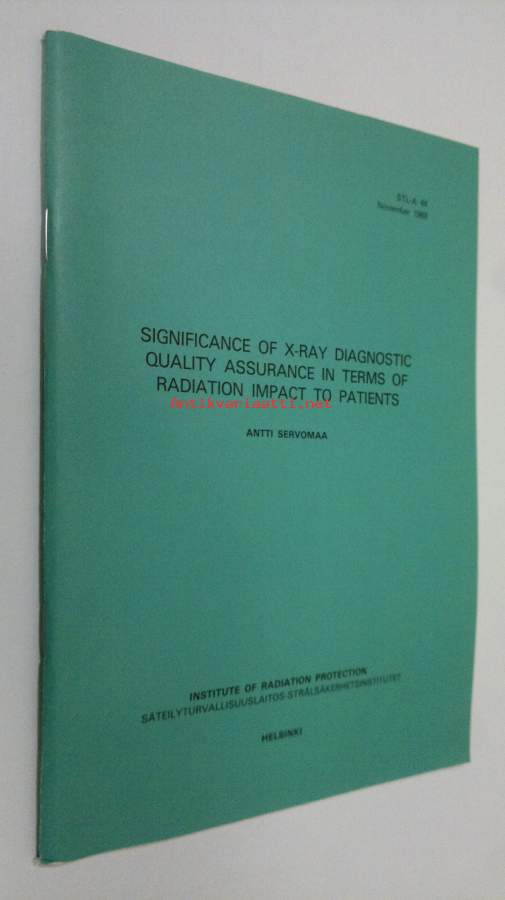 STL-A 44
November 1983
SIGNIFICANCE OF X-RAY DIAGNOSTIC
QUALITY ASSURANCE IN TERMS OF
RADIATION IMPACT TO PATIENTS
Antikvariaatti.net
ANTTI SERVOMAA
INSTITUTE OF RADIATION PROTECTION
SÄTEILYTURVALLISUUSLAITOS-STRÅLSÄKERHETSINSTITUTET
HELSINKI